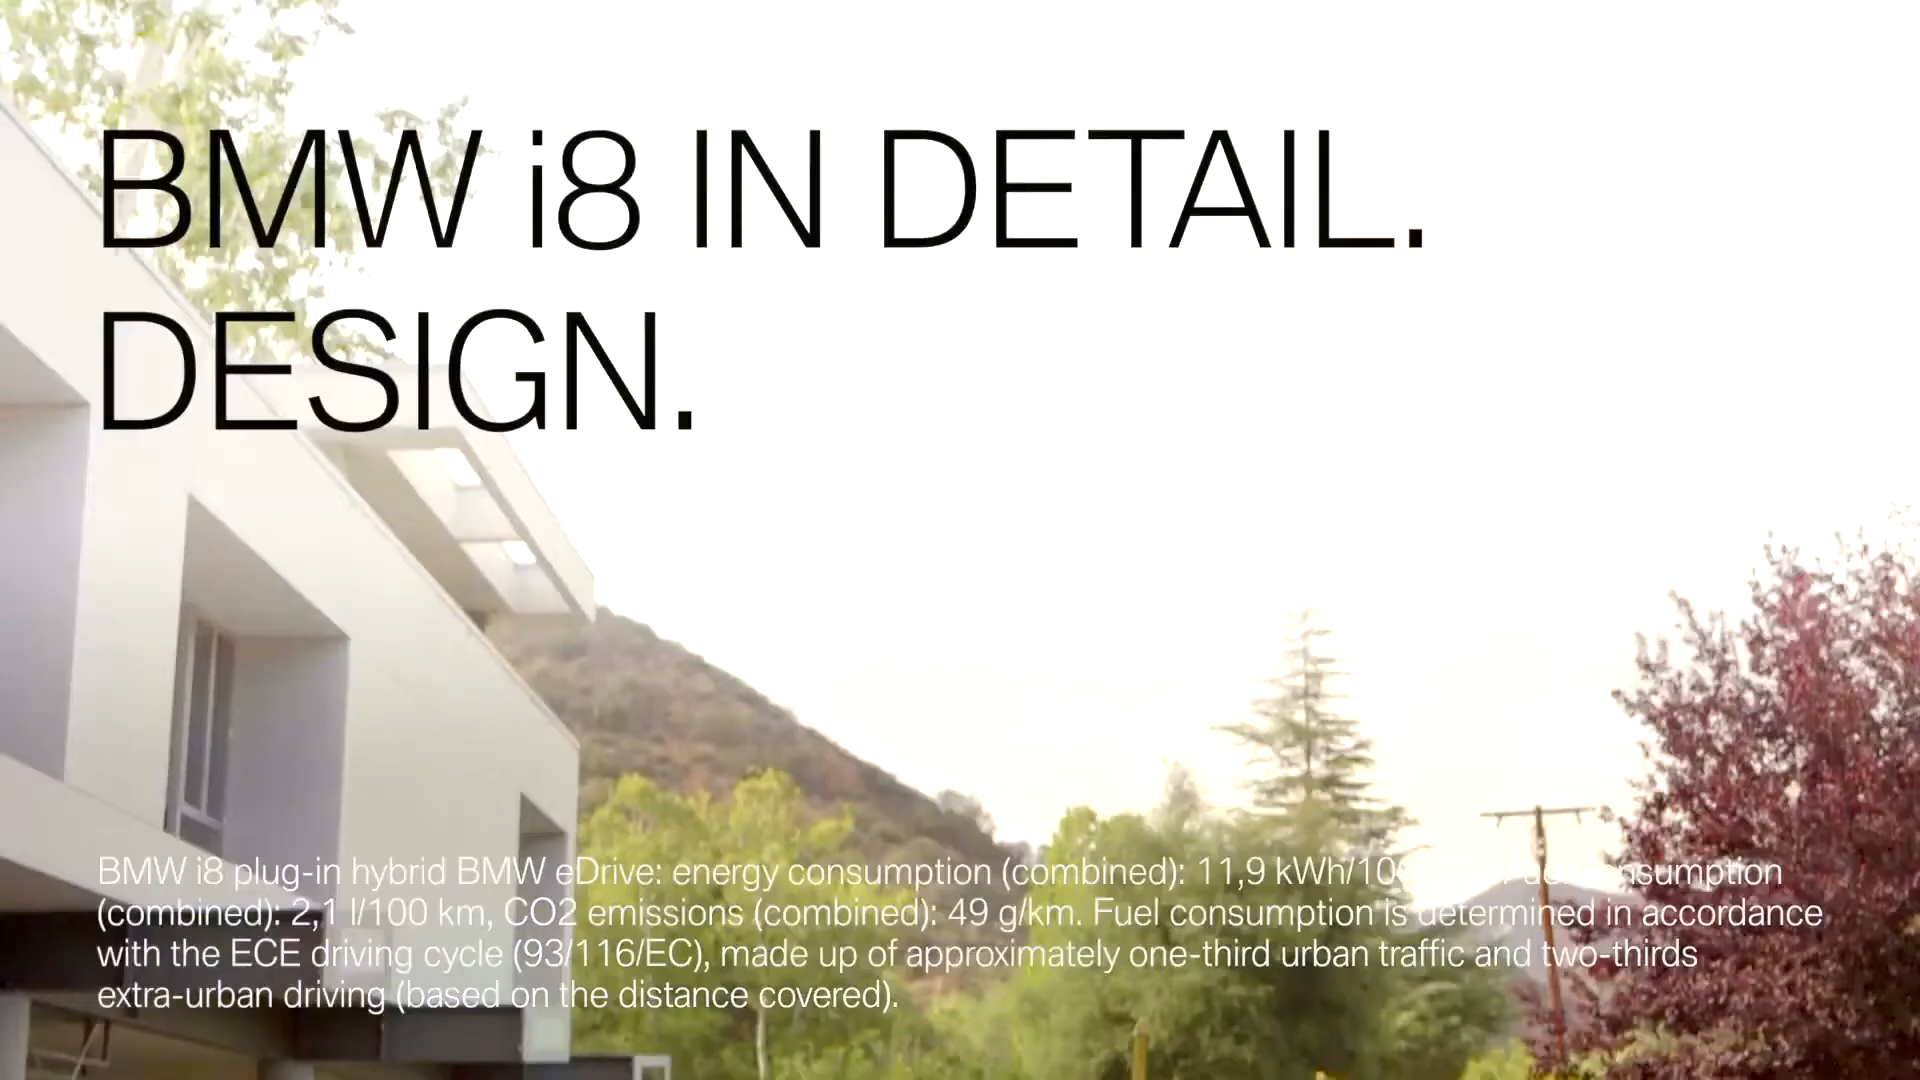 BMW i8 IN DETAIL.
DESIGN.
BMW i8 plug-in hybrid BMW eDrive: energy consumption (combined): 11,9 kWh/100 consumption
(combined): 2,1 l/100 km, CO2 emissions (combined): 49 g/km. Fuel consumption is determined in accordance
with the ECE driving cycle (93/116/EC), made up of approximately one-third urban traffic and two-thirds
extra-urban driving (based on the distance covered).